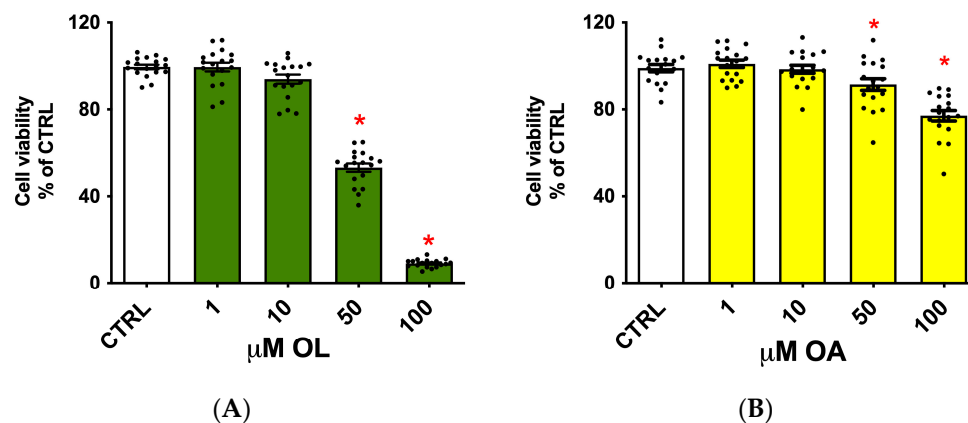 Cell viability
% of CTRL
120
80
40
0
*
*
CTRL
1
10
50
100
μM OL
(A)
Cell viability
% of CTRL
120
80
40
0
*
*
CTRL
1
10
50
100
μM OA
(B)